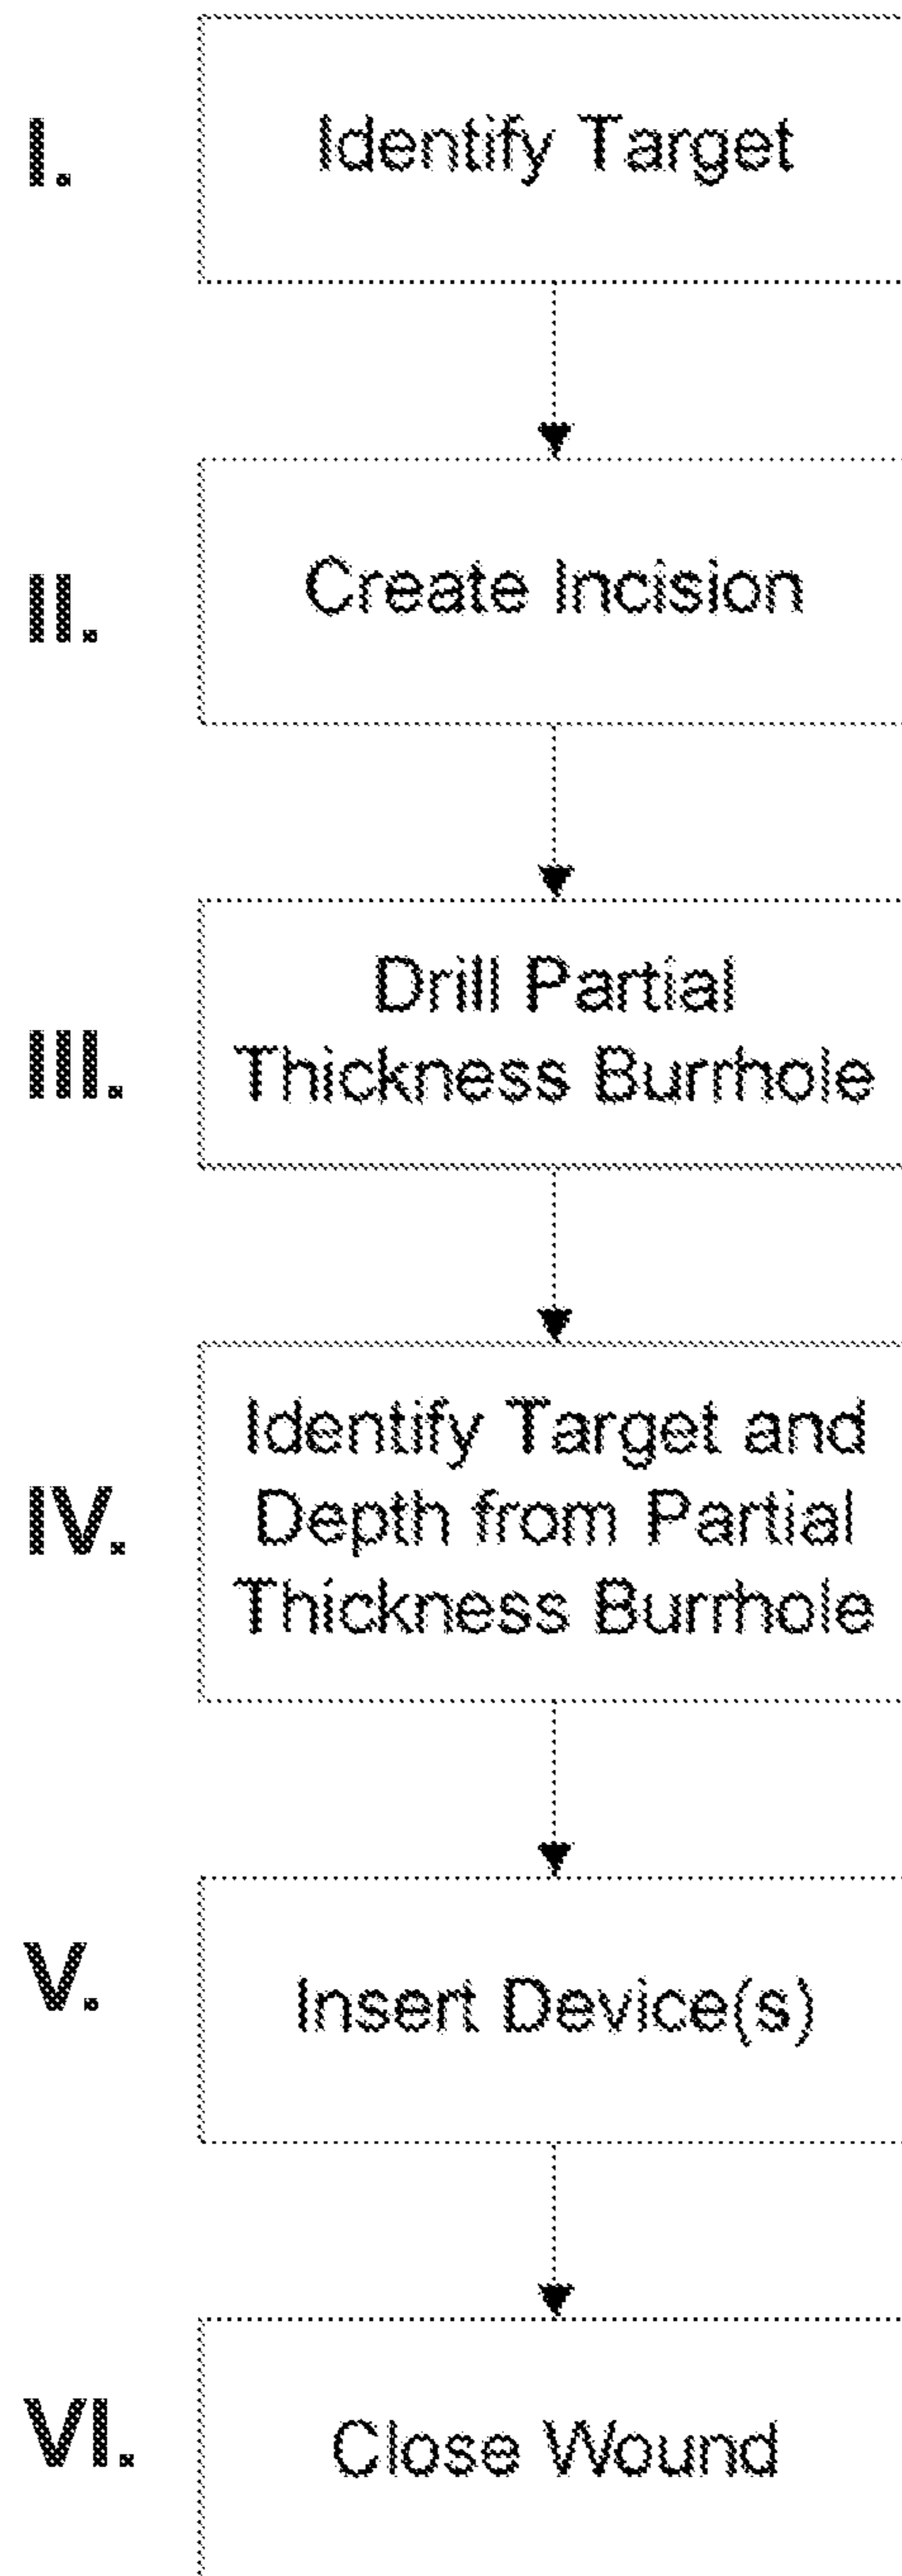 I.
Identify Target
II.
Create Incision
III.
Drill Partial
Thickness Burrhole
IV.
Identify Target and
Depth from Partial
Thickness Burrhole
V.
Insert Device(s)
VI.
Close Wound